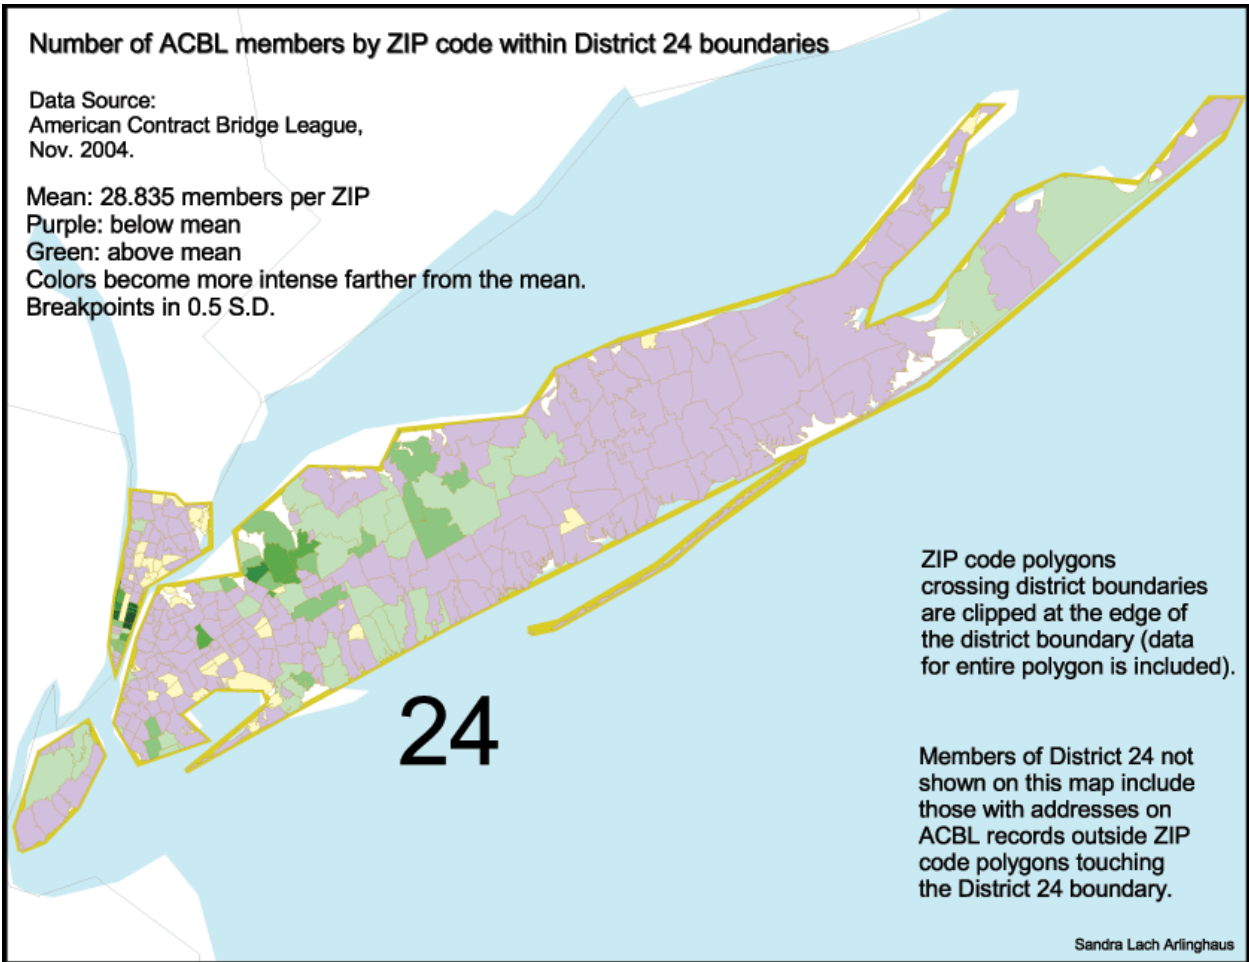 Number of ACBL members by ZIP code within District 24 boundaries
Data Source:
American Contract Bridge League,
Nov. 2004.
Mean: 28.835 members per ZIP
Purple: below mean
Green: above mean
Colors become more intense farther from the mean.
Breakpoints in 0.5 S.D.
ZIP code polygons
crossing district boundaries
are clipped at the edge of
the district boundary (data
for entire polygon is included).
24
Members of District 24 not
shown on this map include
those with addresses on
ACBL records outside ZIP
code polygons touching
the District 24 boundary.
Sandra Lach Arlinghaus